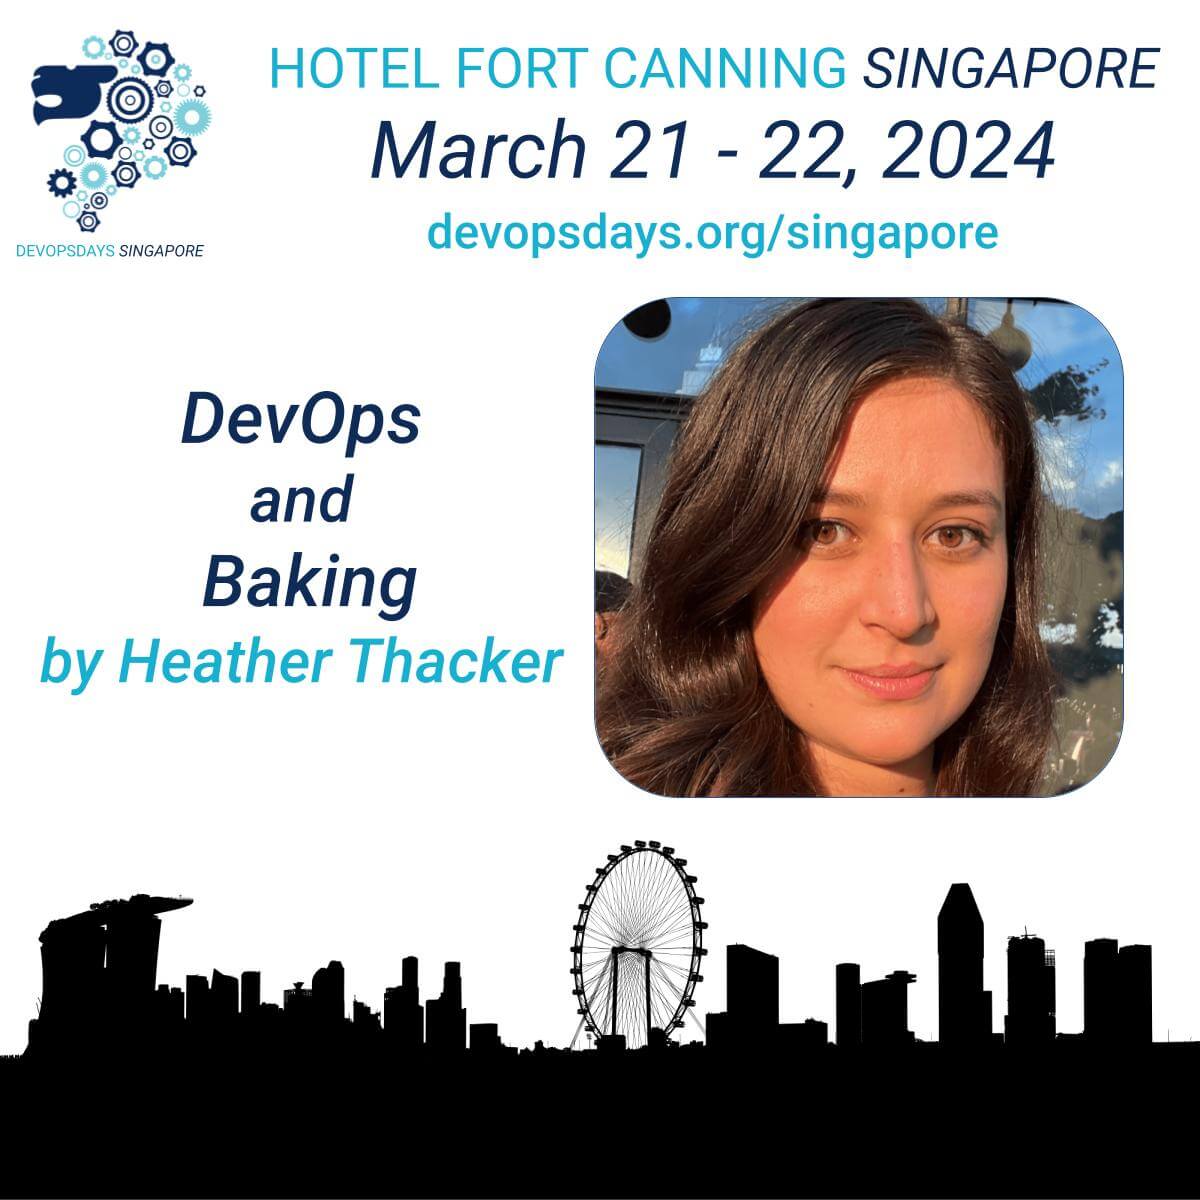 HOTEL FORT CANNING SINGAPORE
March 21 - 22, 2024
devopsdays.org/singapore
DEVOPSDAYS SINGAPORE
DevOps
and
Baking
by Heather Thacker